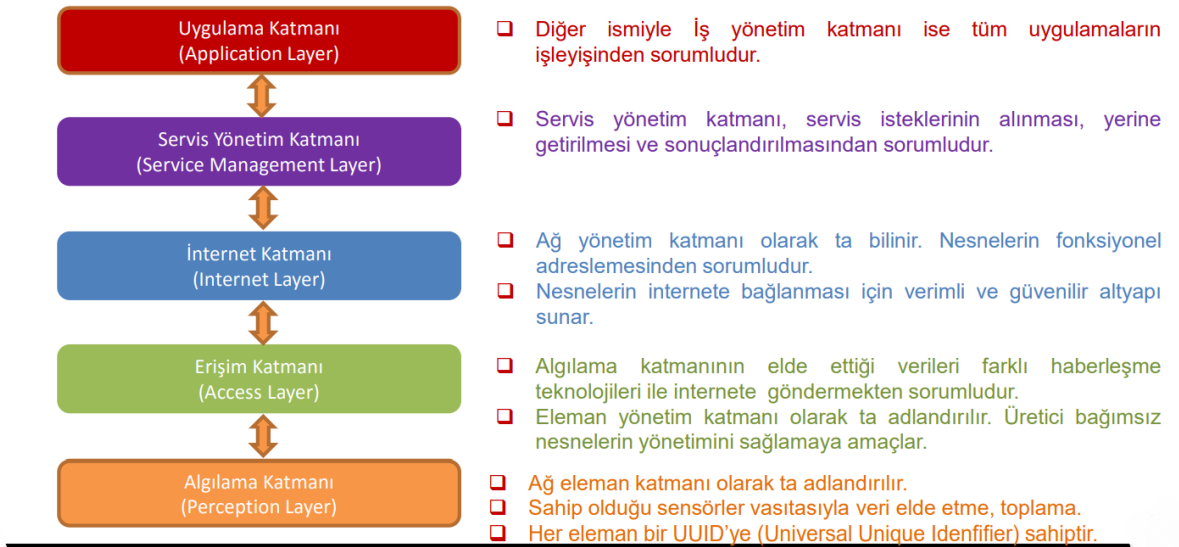 Uygulama Katmanı
(Application Layer)
Diğer ismiyle İş yönetim katmanı ise tüm uygulamaların
işleyişinden sorumludur.
Servis Yönetim Katmanı
(Service Management Layer)
Servis yönetim katmanı, servis isteklerinin alınması, yerine
getirilmesi ve sonuçlandırılmasından sorumludur.
İnternet Katmanı
(Internet Layer)
Ağ yönetim katmanı olarak ta bilinir. Nesnelerin fonksiyonel
adreslemesinden sorumludur.
Nesnelerin internete bağlanması için verimli ve güvenilir altyapı
sunar.
Erişim Katmanı
(Access Layer)
Algılama katmanının elde ettiği verileri farklı haberleşme
teknolojileri ile internete göndermekten sorumludur.
Eleman yönetim katmanı olarak ta adlandırılır. Üretici bağımsız
nesnelerin yönetimini sağlamaya amaçlar.
Algılama Katmanı
(Perception Layer)
Ağ eleman katmanı olarak ta adlandırılır.
Sahip olduğu sensörler vasıtasıyla veri elde etme, toplama.
Her eleman bir UUID'ye (Universal Unique Idenfifier) sahiptir.